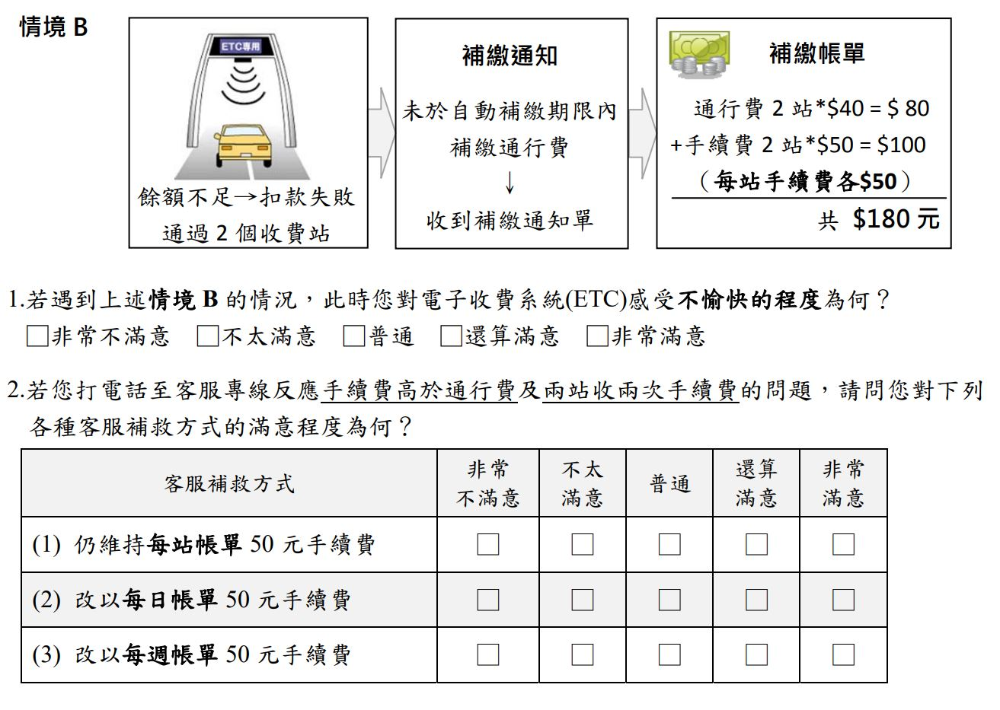 情境 B
ETC專用
餘額不足→扣款失敗
通過 2 個收費站
補繳通知
未於自動補繳期限內
補繳通行費
↓
收到補繳通知單
補繳帳單
通行費 2 站*$40 = $ 80
+手續費 2 站*$50 = $100
（每站手續費各$50）
共 $180 元
1.若遇到上述情境 B 的情況，此時您對電子收費系統(ETC)感受不愉快的程度為何？
□非常不滿意 □不太滿意 □普通 □還算滿意 □非常滿意
2.若您打電話至客服專線反應手續費高於通行費及兩站收兩次手續費的問題，請問您對下列
各種客服補救方式的滿意程度為何？
客服補救方式 非常不滿意 不太滿意 普通 還算滿意 非常滿意
(1) 仍維持每站帳單 50 元手續費 □ □ □ □ □
(2) 改以每日帳單 50 元手續費 □ □ □ □ □
(3) 改以每週帳單 50 元手續費 □ □ □ □ □